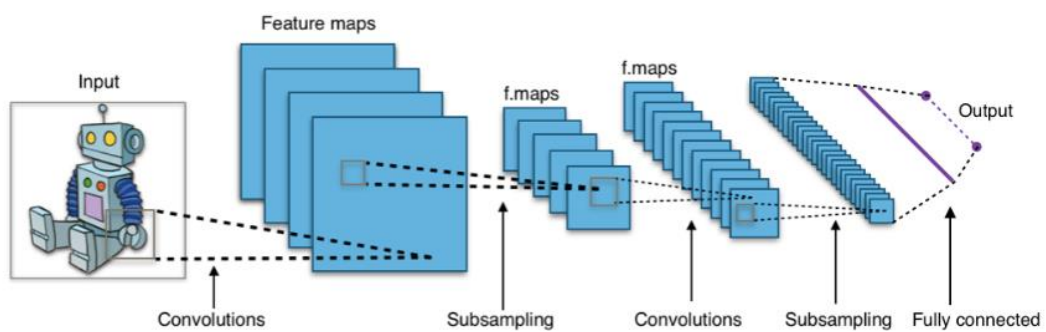 Feature maps
Input
f.maps
f.maps
Output
Convolutions
Subsampling
Convolutions
Subsampling
Fully connected